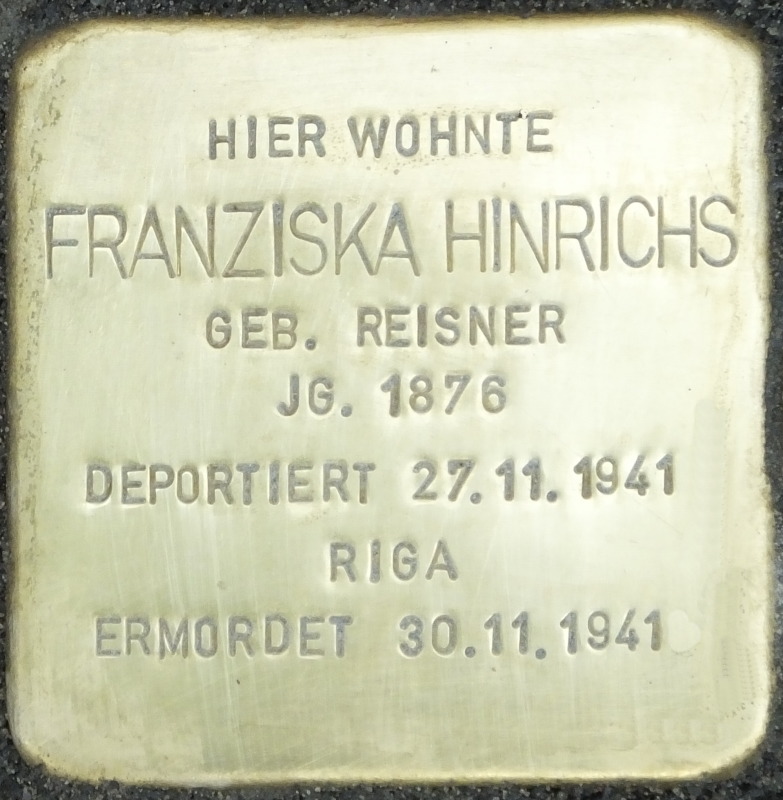 HIER WOHNTE
FRANZISKA HINRICHS
GEB. REISNER
JG. 1876
DEPORTIERT 27.11.1941
RIGA
ERMORDET 30.11.1941